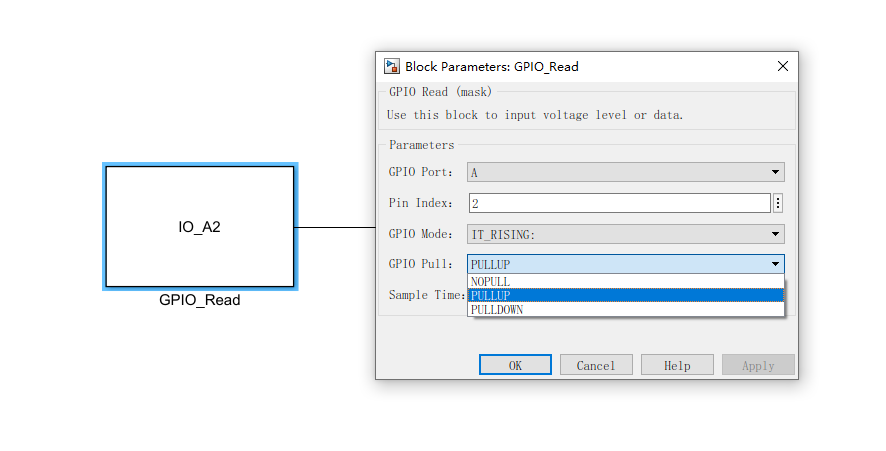 Block Parameters: GPIO_Read
GPIO Read (mask)
Use this block to input voltage level or data.
Parameters
GPIO Port: A
Pin Index: 2
GPIO Mode: IT_RISING:
GPIO Pull: PULLUP
NOPULL
Sample Time: PULLUP
PULLDOWN
OK Cancel Help Apply
IO_A2
GPIO_Read